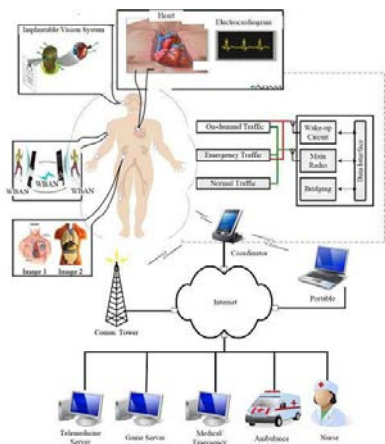 Heart
Implantable Vision System
Electrocardiogram
On-demand Traffic
Wake-up
Circuit
Emergency Traffic
Main
Radio
Data Interface
WBAN
WBAN
WBAN
Normal Traffic
Bridging
Image 1
Image 2
Coordinator
Internet
Portable
Comm. Tower
Telemedicine
Server
Game Server
Medical/
Emergency
Ambulance
Nurse